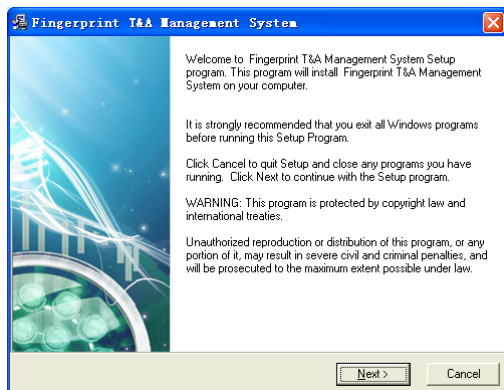 Fingerprint T&A Management System
Welcome to Fingerprint T&A Management System Setup
program. This program will install Fingerprint T&A Management
System on your computer.
It is strongly recommended that you exit all Windows programs
before running this Setup Program.
Click Cancel to quit Setup and close any programs you have
running. Click Next to continue with the Setup program.
WARNING: This program is protected by copyright law and
international treaties.
Unauthorized reproduction or distribution of this program, or any
portion of it, may result in severe civil and criminal penalties, and
will be prosecuted to the maximum extent possible under law.
Next >
Cancel